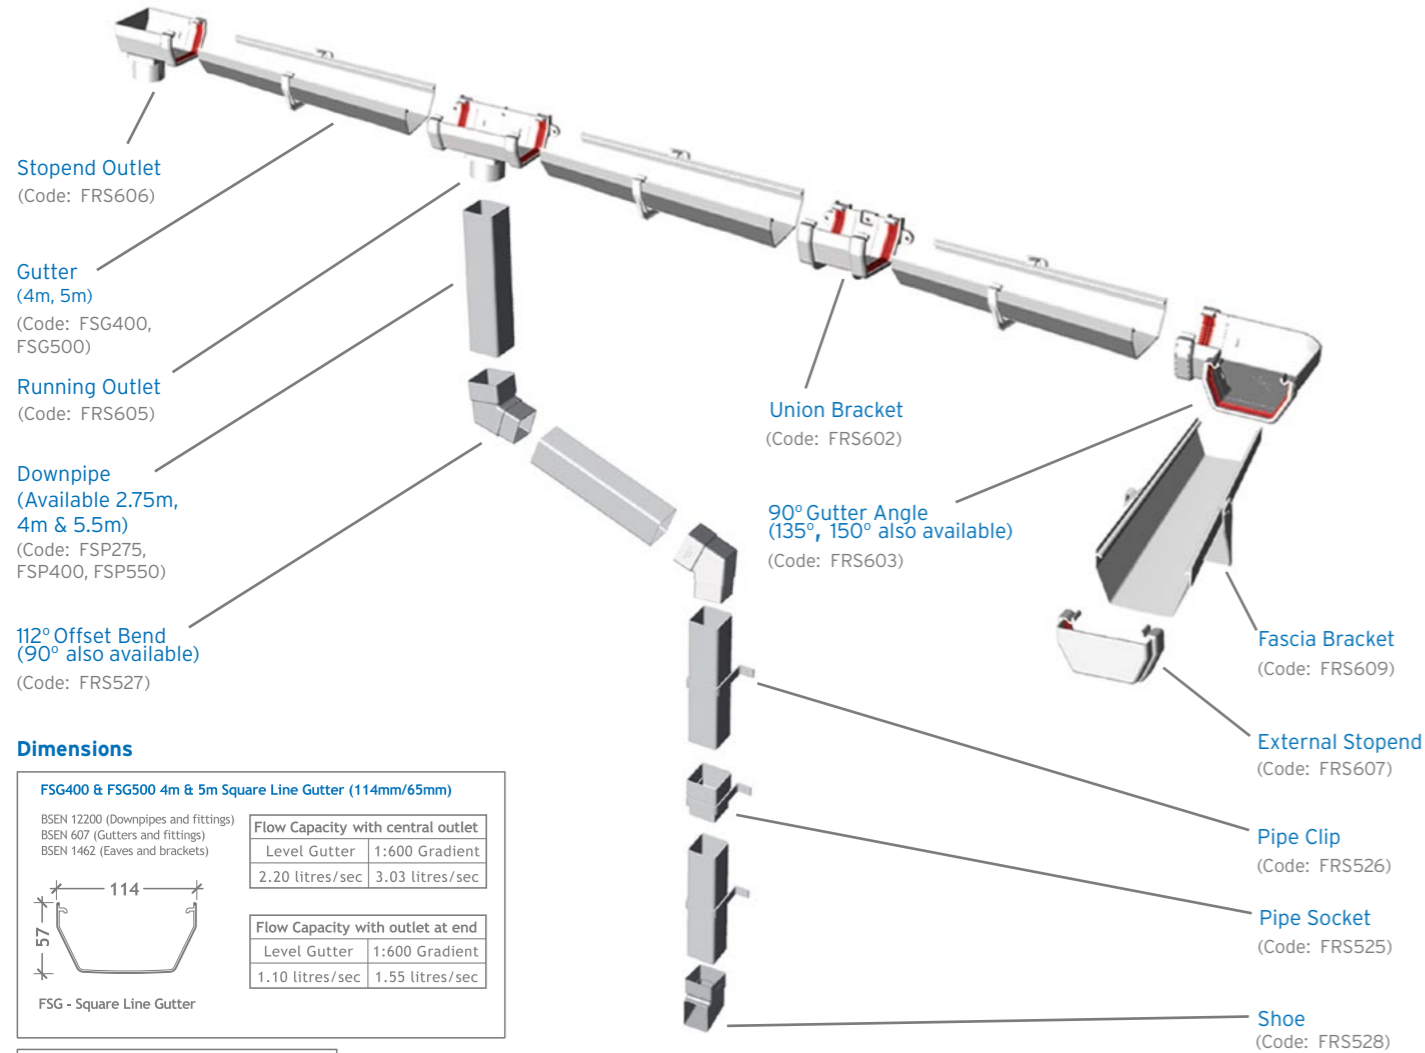 Stopend Outlet
(Code: FRS606)
Gutter
(4m, 5m)
(Code: FSG400,
FSG500)
Running Outlet
(Code: FRS605)
Downpipe
(Available 2.75m,
4m & 5.5m)
(Code: FSP275,
FSP400, FSP550)
112º Offset Bend
(90º also available)
(Code: FRS527)
Union Bracket
(Code: FRS602)
90º Gutter Angle
(135º, 150º also available)
(Code: FRS603)
Fascia Bracket
(Code: FRS609)
External Stopend
(Code: FRS607)
Pipe Clip
(Code: FRS526)
Pipe Socket
(Code: FRS525)
Shoe
(Code: FRS528)
Dimensions
FSG400 & FSG500 4m & 5m Square Line Gutter (114mm/65mm)
BSEN 12200 (Downpipes and fittings)
BSEN 607 (Gutters and fittings)
BSEN 1462 (Eaves and brackets)
114
57
FSG - Square Line Gutter
Flow Capacity with central outlet
Level Gutter 1:600 Gradient
2.20 litres/sec 3.03 litres/sec
Flow Capacity with outlet at end
Level Gutter 1:600 Gradient
1.10 litres/sec 1.55 litres/sec